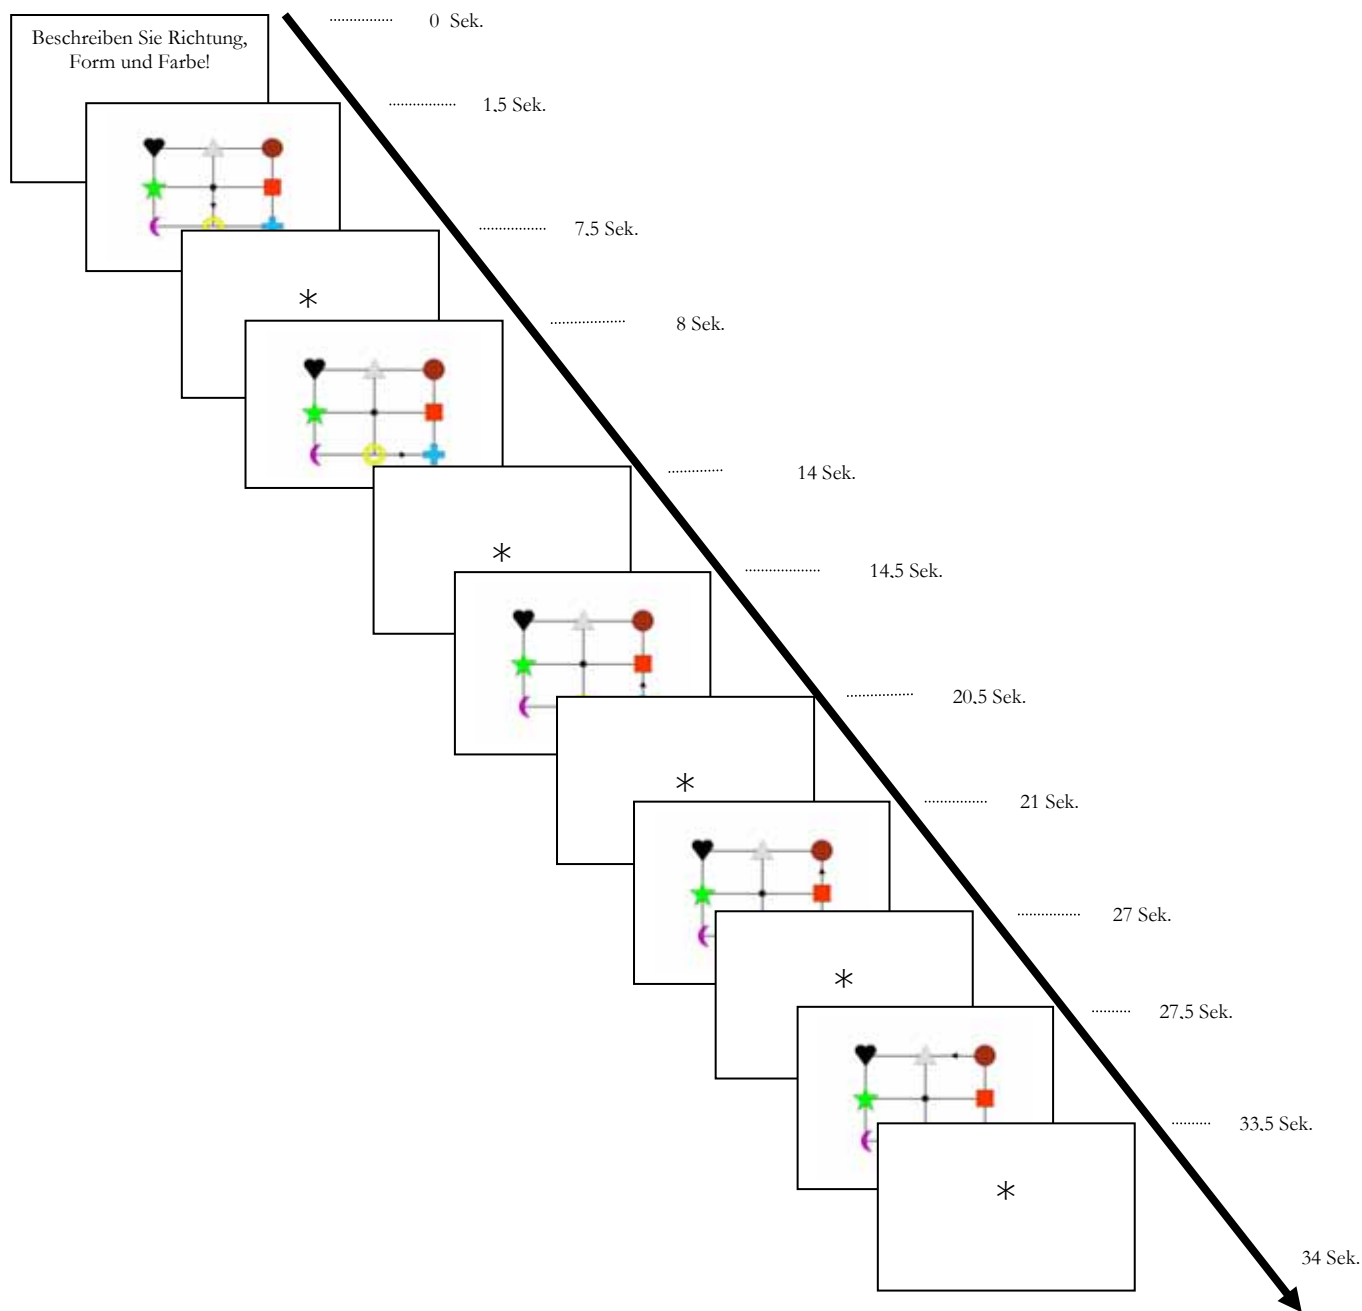 Beschreiben Sie Richtung,
Form und Farbe!
0 Sek.
1,5 Sek.
7,5 Sek.
8 Sek.
14 Sek.
14,5 Sek.
20,5 Sek.
21 Sek.
27 Sek.
27,5 Sek.
33,5 Sek.
34 Sek.